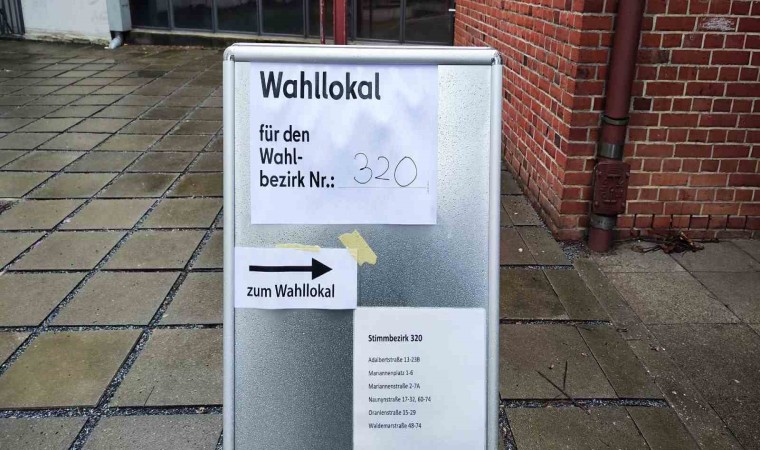 Wahllokal
für den
Wahl-
bezirk Nr.: 320
zum Wahllokal
Stimmbezirk 320
Adalbertstraße 13-23B
Mariannenplatz 1-6
Mariannenstraße 2-7A
Naunynstraße 17-32, 60-74
Oranienstraße 15-29
Waldemarstraße 48-74